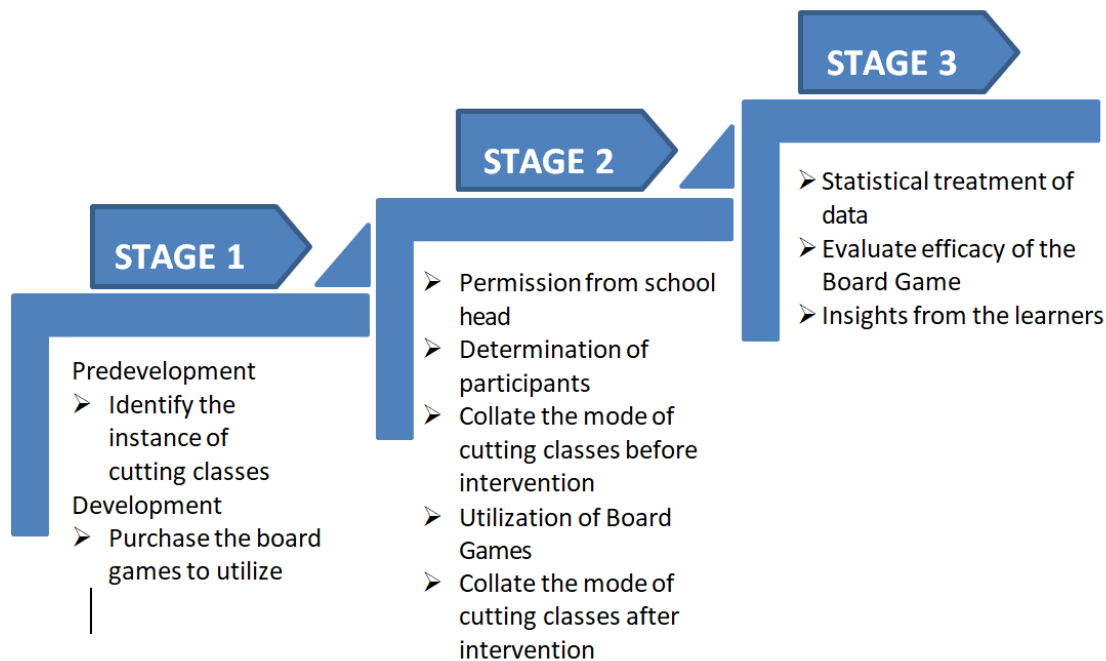 STAGE 1
Predevelopment
➢ Identify the
instance of
cutting classes
Development
➢ Purchase the board
games to utilize
STAGE 2
➢ Permission from school
head
➢ Determination of
participants
➢ Collate the mode of
cutting classes before
intervention
➢ Utilization of Board
Games
➢ Collate the mode of
cutting classes after
intervention
STAGE 3
➢ Statistical treatment of
data
➢ Evaluate efficacy of the
Board Game
➢ Insights from the learners